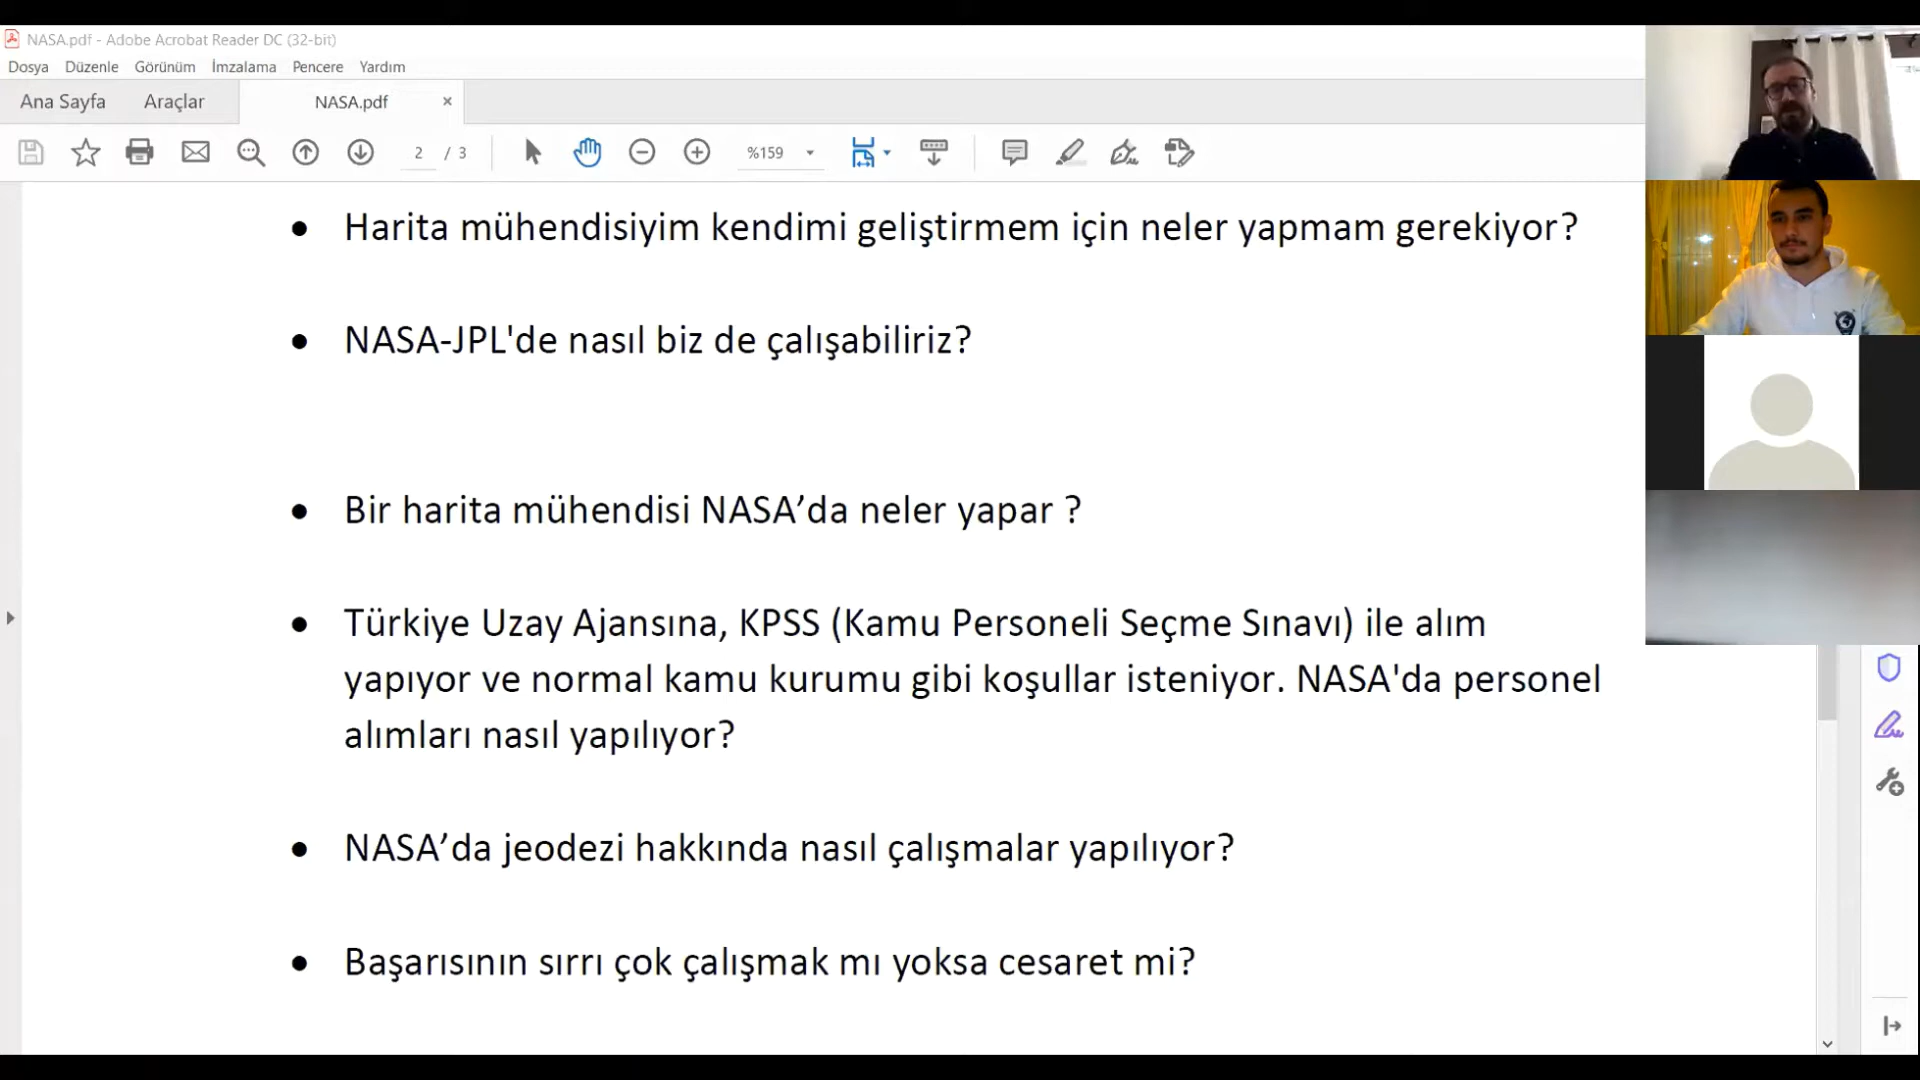 NASA.pdf - Adobe Acrobat Reader DC (32-bit)
Dosya Düzenle Görünüm İmzalama Pencere Yardım
Ana Sayfa Araçlar NASA.pdf ×
2 / 3 %159
• Harita mühendisiyim kendimi geliştirmem için neler yapmam gerekiyor?
• NASA-JPL'de nasıl biz de çalışabiliriz?
• Bir harita mühendisi NASA’da neler yapar ?
• Türkiye Uzay Ajansına, KPSS (Kamu Personeli Seçme Sınavı) ile alım
yapıyor ve normal kamu kurumu gibi koşullar isteniyor. NASA'da personel
alımları nasıl yapılıyor?
• NASA’da jeodezi hakkında nasıl çalışmalar yapılıyor?
• Başarısının sırrı çok çalışmak mı yoksa cesaret mi?